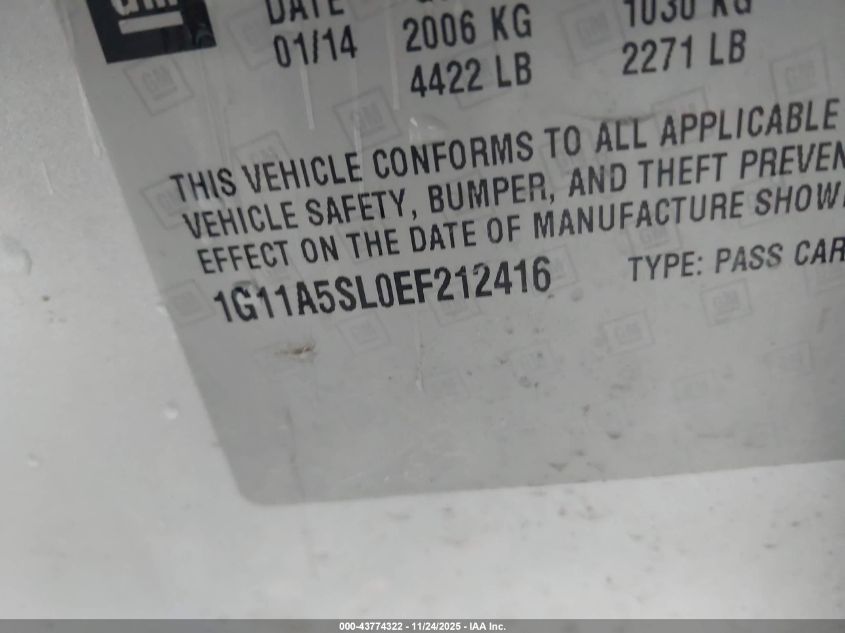 GM
DATE
01/14
2006 KG
1030 KG
4422 LB
2271 LB
THIS VEHICLE CONFORMS TO ALL APPLICABLE
VEHICLE SAFETY, BUMPER, AND THEFT PREVEN
EFFECT ON THE DATE OF MANUFACTURE SHOW
1G11A5SL0EF212416
TYPE: PASS CAR
000-43774322 - 11/24/2025 - IAA Inc.